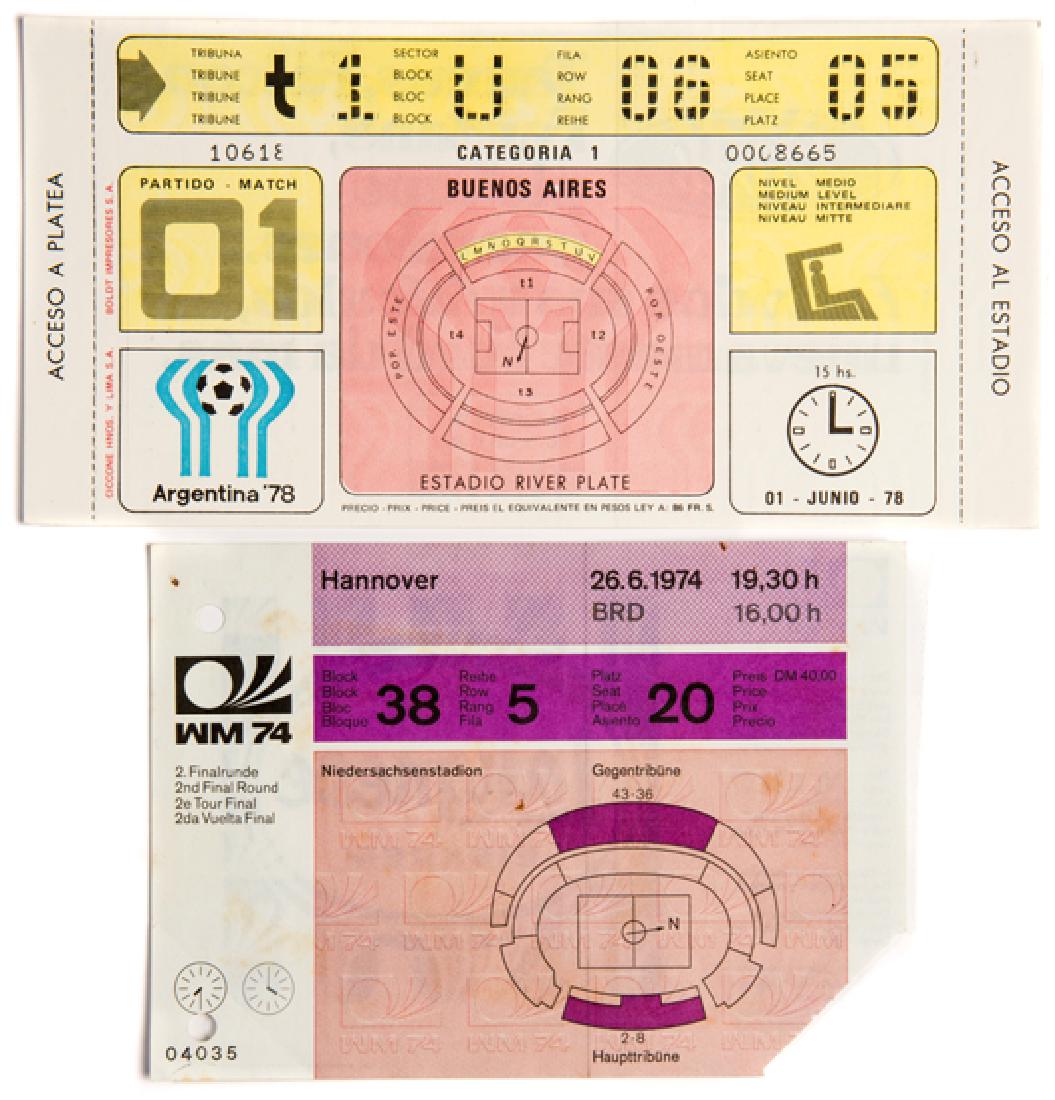 TRIBUNA
TRIBUNE
TRIBUNE
TRIBUNE
t 1
SECTOR
BLOCK
BLOC
BLOCK
U
FILA
ROW
RANG
REIHE
06
ASIENTO
SEAT
PLACE
PLATZ
05
10618
CATEGORIA 1
0008665
ACCESO A PLATEA
BOLDT IMPRESORES S. A.
CICCONE HNOS. Y LIMA S.A.
PARTIDO - MATCH
01
Argentina '78
BUENOS AIRES
L M N O Q R S T U V
t1
t4
t2
t3
N
POP. ESTE
POP. OESTE
ESTADIO RIVER PLATE
PRECIO - PRIX - PRICE - PREIS EL EQUIVALENTE EN PESOS LEY A: 86 FR. S.
NIVEL MEDIO
MEDIUM LEVEL
NIVEAU INTERMEDIARE
NIVEAU MITTE
15 hs.
01 - JUNIO - 78
ACCESO AL ESTADIO
Hannover
26.6.1974 19,30 h
BRD 16,00 h
WM 74
Block
Block
Bloc
Bloque
38
Reihe
Row
Rang
Fila
5
Platz
Seat
Place
Asiento
20
Preis DM 40,00
Price
Prix
Precio
2. Finalrunde
2nd Final Round
2e Tour Final
2da Vuelta Final
04035
Niedersachsenstadion
Gegentribüne
43-36
N
2-8
Haupttribüne